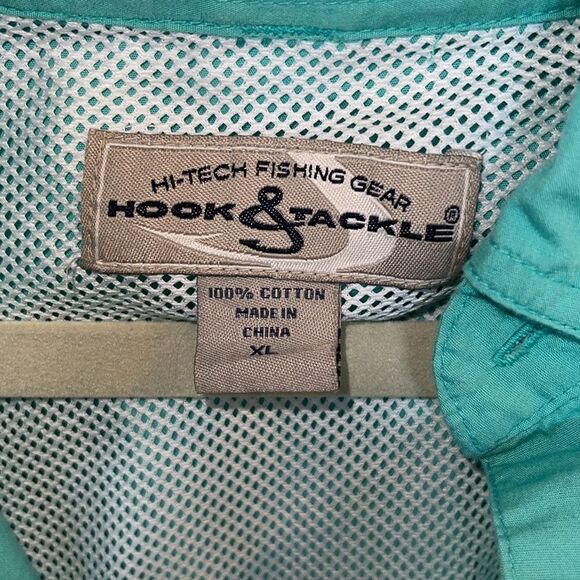 HI-TECH FISHING GEAR
HOOK & TACKLE®
100% COTTON
MADE IN
CHINA
XL